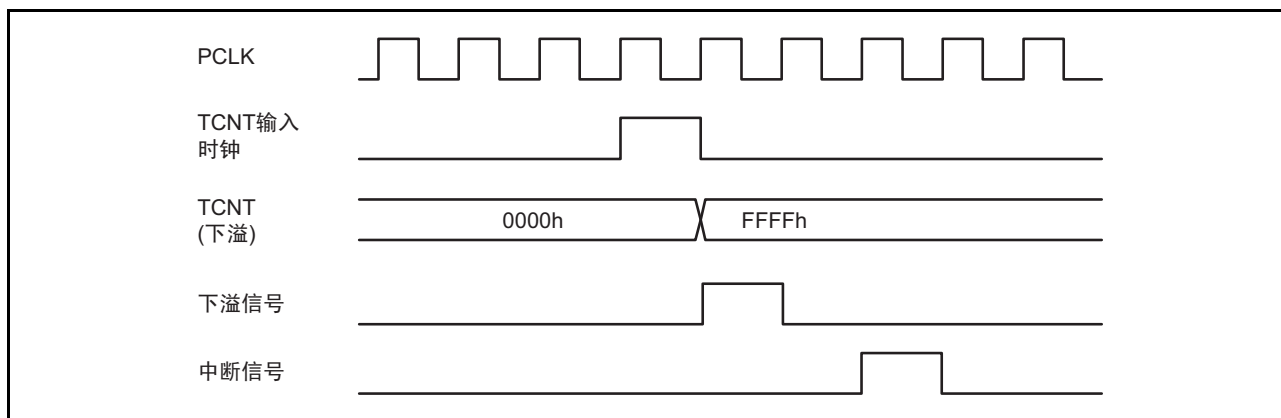 PCLK
TCNT输入
时钟
TCNT
(下溢)
0000h
FFFFh
下溢信号
中断信号